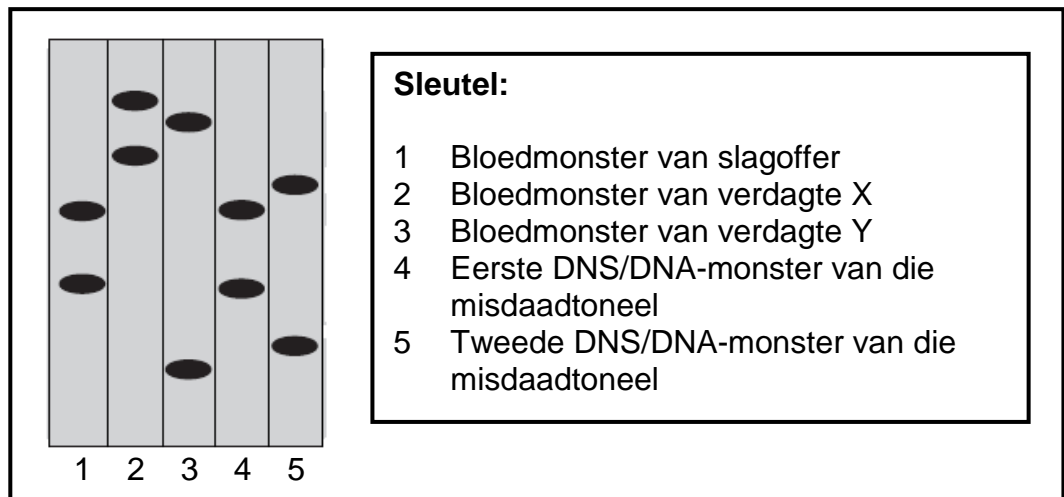 Sleutel:
1 Bloedmonster van slagoffer
2 Bloedmonster van verdagte X
3 Bloedmonster van verdagte Y
4 Eerste DNS/DNA-monster van die
misdaadtoneel
5 Tweede DNS/DNA-monster van die
misdaadtoneel
1 2 3 4 5